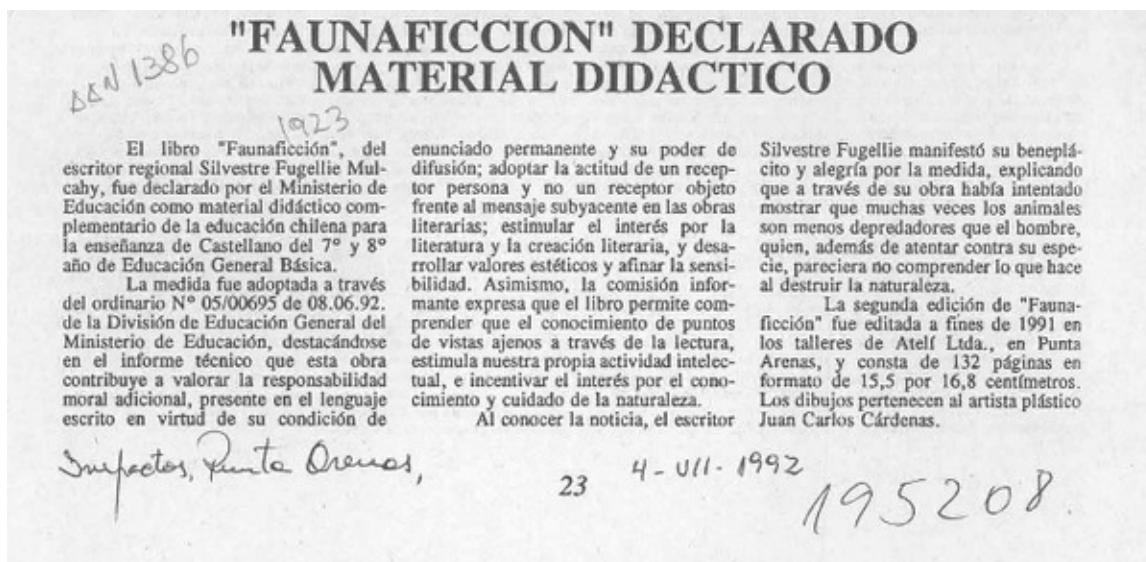 "FAUNAFICCION" DECLARADO
MATERIAL DIDACTICO
1386
1923
El libro "Faunaficción", del
escritor regional Silvestre Fugellie Mul-
cahy, fue declarado por el Ministerio de
Educación como material didáctico com-
plementario de la educación chilena para
la enseñanza de Castellano del 7° y 8°
año de Educación General Básica.
La medida fue adoptada a través
del ordinario N° 05/00695 de 08.06.92.
de la División de Educación General del
Ministerio de Educación, destacándose
en el informe técnico que esta obra
contribuye a valorar la responsabilidad
moral adicional, presente en el lenguaje
escrito en virtud de su condición de
enunciado permanente y su poder de
difusión; adoptar la actitud de un recep-
tor persona y no un receptor objeto
frente al mensaje subyacente en las obras
literarias; estimular el interés por la
literatura y la creación literaria, y desa-
rrollar valores estéticos y afinar la sensi-
bilidad. Asimismo, la comisión infor-
mante expresa que el libro permite com-
prender que el conocimiento de puntos
de vistas ajenos a través de la lectura,
estimula nuestra propia actividad intelec-
tual, e incentivar el interés por el cono-
cimiento y cuidado de la naturaleza.
Al conocer la noticia, el escritor
Silvestre Fugellie manifestó su beneplá-
cito y alegría por la medida, explicando
que a través de su obra había intentado
mostrar que muchas veces los animales
son menos depredadores que el hombre,
quien, además de atentar contra su espe-
cie, pareciera no comprender lo que hace
al destruir la naturaleza.
La segunda edición de "Fauna-
ficción" fue editada a fines de 1991 en
los talleres de Atelí Ltda., en Punta
Arenas, y consta de 132 páginas en
formato de 15,5 por 16,8 centímetros.
Los dibujos pertenecen al artista plástico
Juan Carlos Cárdenas.
Impactos, Punta Arenas,
4-VII-1992
23
195208